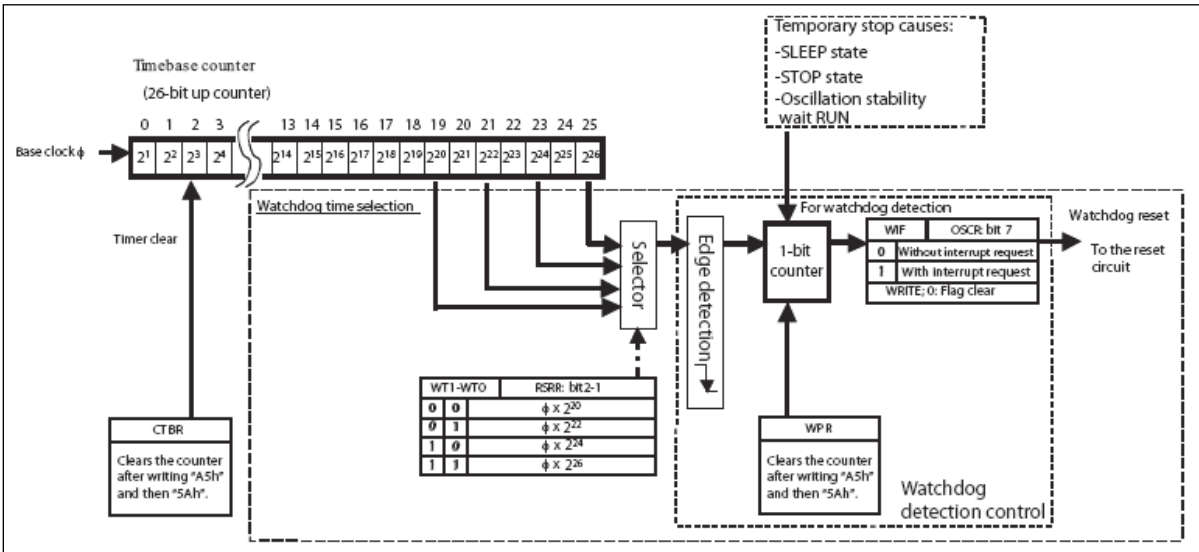 Temporary stop causes:
-SLEEP state
-STOP state
-Oscillation stability
wait RUN
Timebase counter
(26-bit up counter)
0 1 2 3 13 14 15 16 17 18 19 20 21 22 23 24 25
Base clock ϕ
2¹ 2² 2³ 2⁴ 2¹⁴ 2¹⁵ 2¹⁶ 2¹⁷ 2¹⁸ 2¹⁹ 2²⁰ 2²¹ 2²² 2²³ 2²⁴ 2²⁵ 2²⁶
Timer clear
Watchdog time selection
Selector
For watchdog detection
Edge detection
1-bit
counter
WIF OSCR: bit 7
0 Without interrupt request
1 With interrupt request
WRITE; 0: Flag clear
Watchdog reset
To the reset
circuit
WT1-WT0 RSRR: bit2-1
0 0 ϕ x 2²⁰
0 1 ϕ x 2²²
1 0 ϕ x 2²⁴
1 1 ϕ x 2²⁶
CTBR
Clears the counter
after writing "A5h"
and then "5Ah".
WPR
Clears the counter
after writing "A5h"
and then "5Ah".
Watchdog
detection control